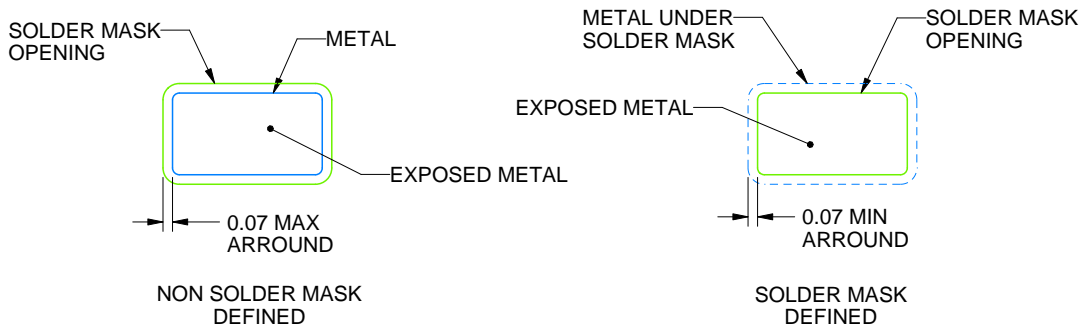 SOLDER MASK
OPENING
METAL
EXPOSED METAL
0.07 MAX
ARROUND
NON SOLDER MASK
DEFINED
METAL UNDER
SOLDER MASK
SOLDER MASK
OPENING
EXPOSED METAL
0.07 MIN
ARROUND
SOLDER MASK
DEFINED